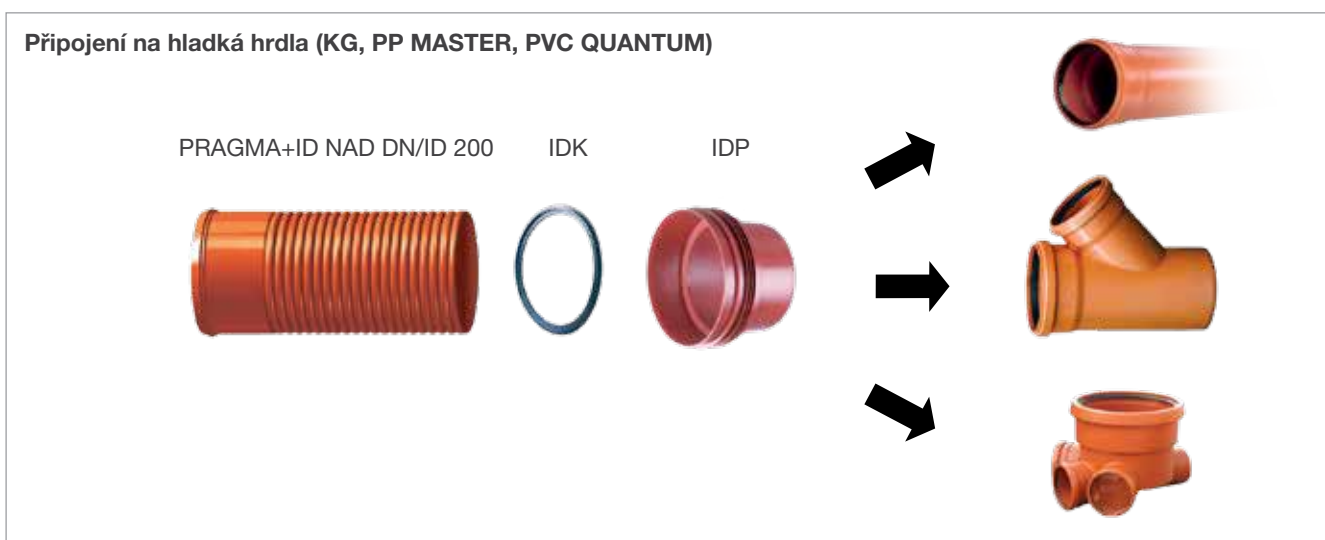 Připojení na hladká hrdla (KG, PP MASTER, PVC QUANTUM)
PRAGMA+ID NAD DN/ID 200 IDK IDP